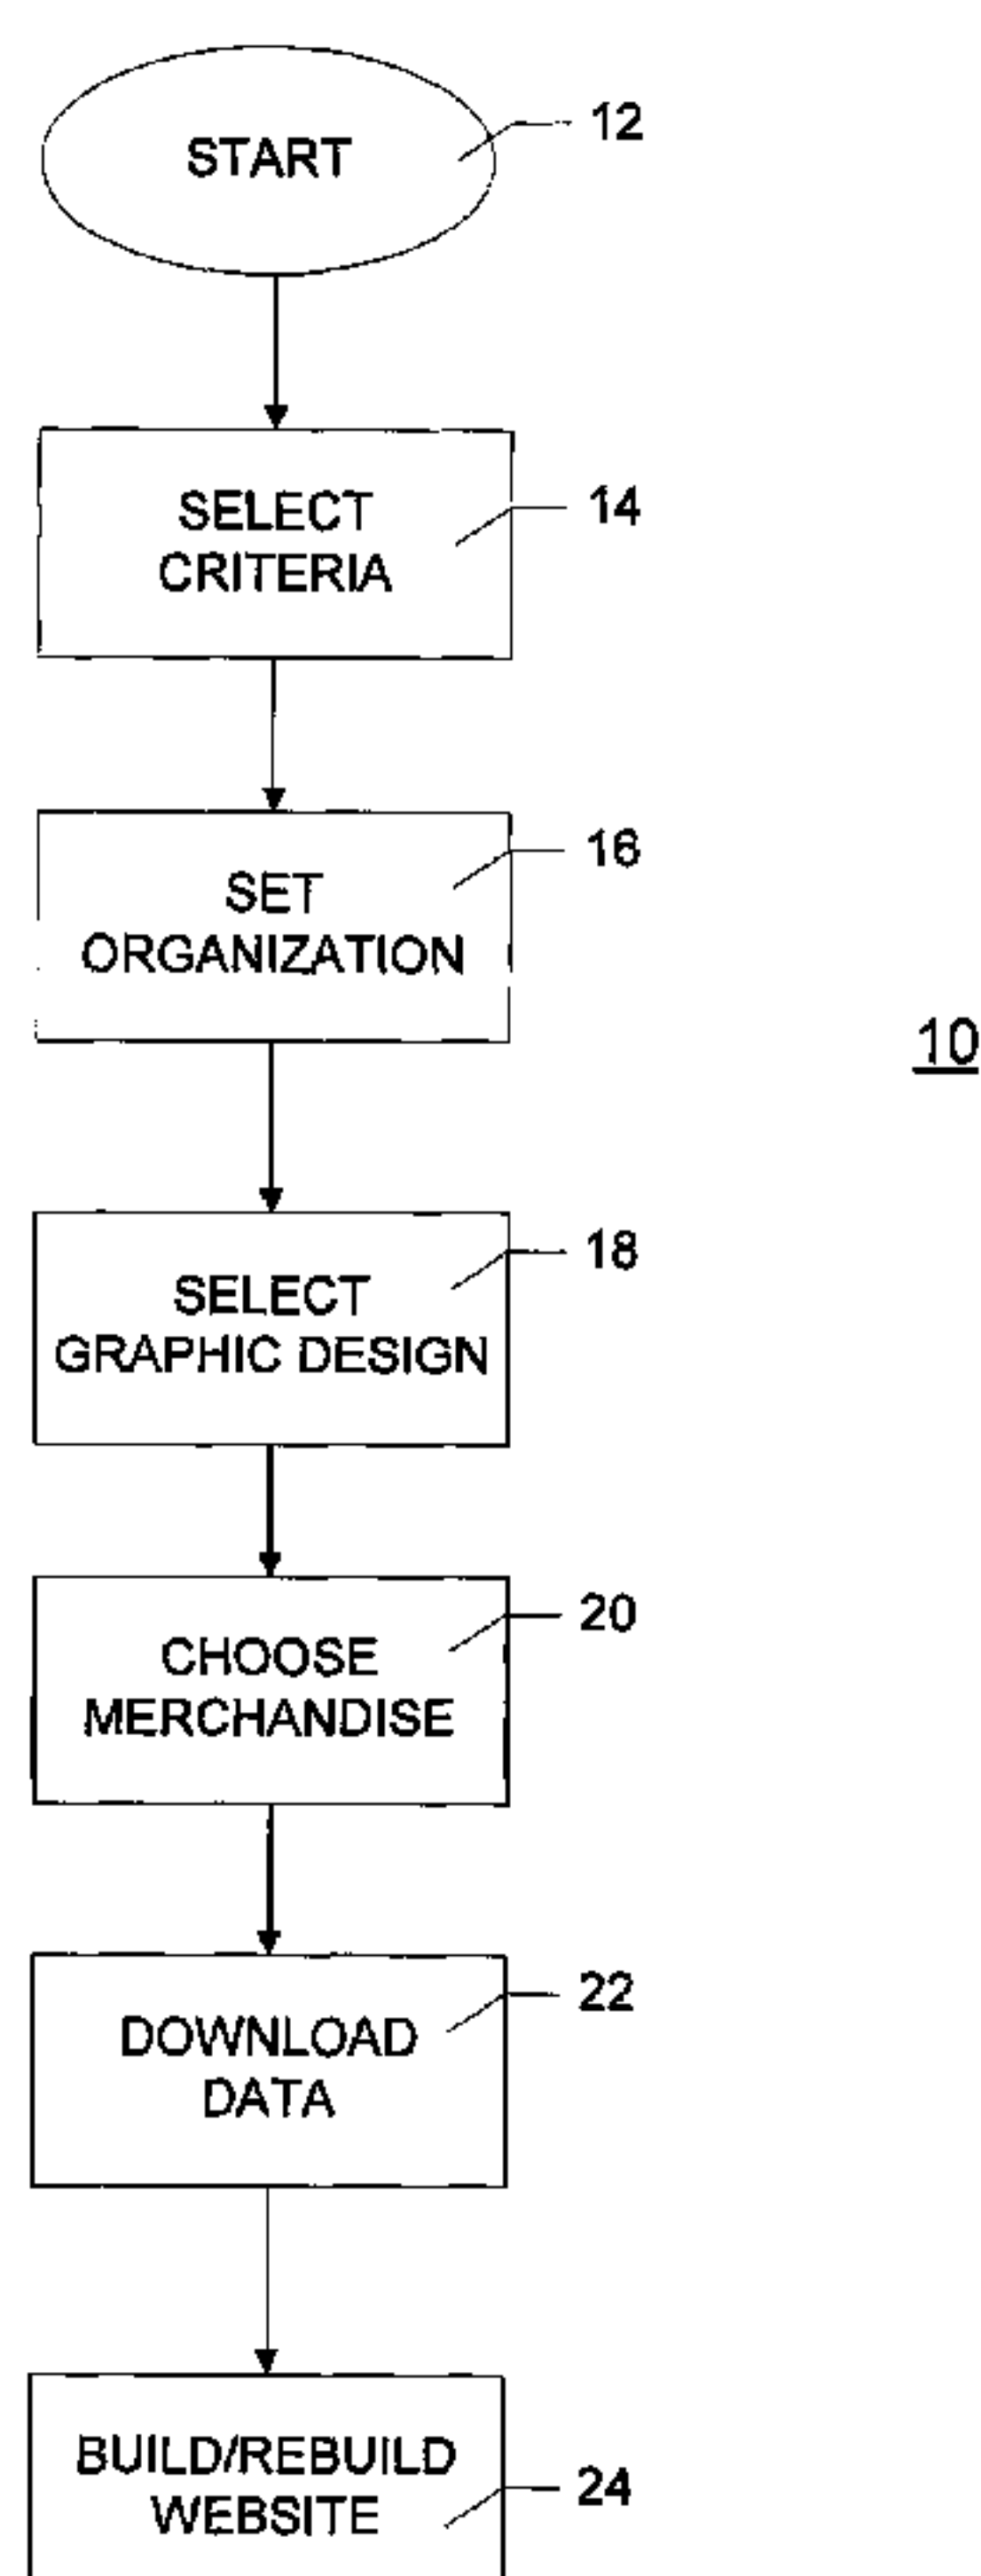 START
12
SELECT
CRITERIA
14
SET
ORGANIZATION
16
10
SELECT
GRAPHIC DESIGN
18
CHOOSE
MERCHANDISE
20
DOWNLOAD
DATA
22
BUILD/REBUILD
WEBSITE
24